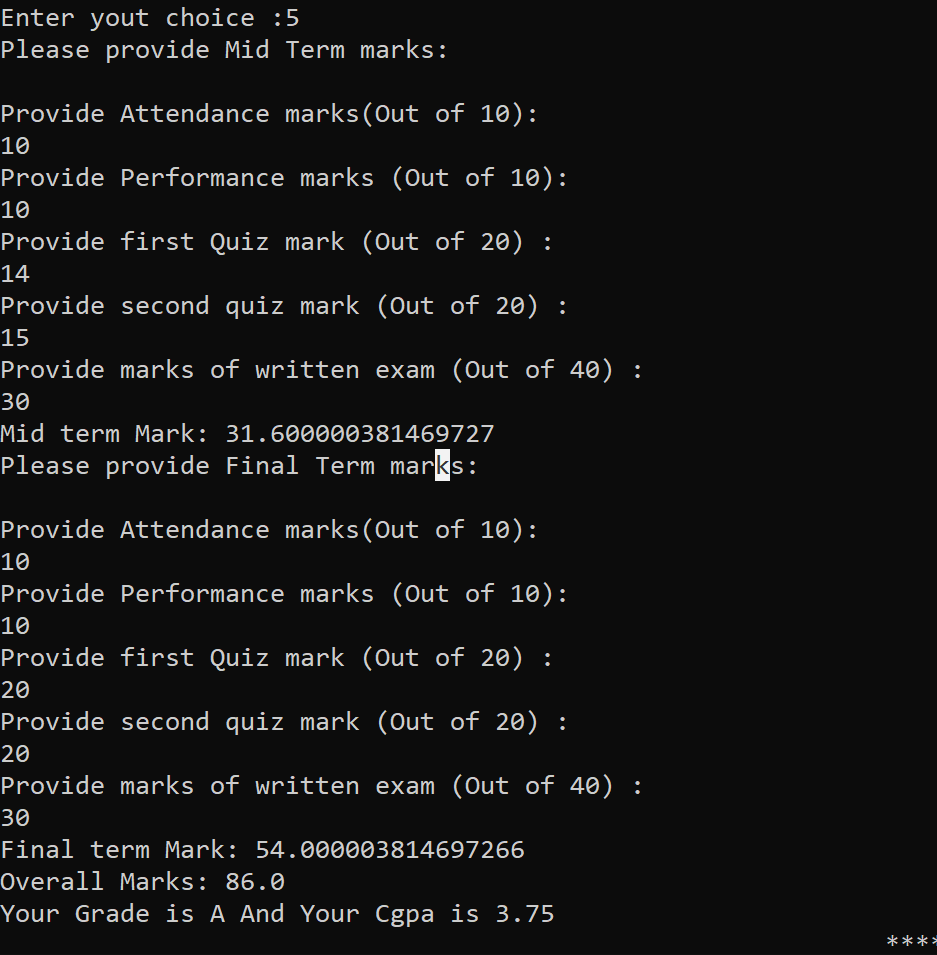 Enter yout choice :5
Please provide Mid Term marks:
Provide Attendance marks(Out of 10):
10
Provide Performance marks (Out of 10):
10
Provide first Quiz mark (Out of 20) :
14
Provide second quiz mark (Out of 20) :
15
Provide marks of written exam (Out of 40) :
30
Mid term Mark: 31.600000381469727
Please provide Final Term marks:
Provide Attendance marks(Out of 10):
10
Provide Performance marks (Out of 10):
10
Provide first Quiz mark (Out of 20) :
20
Provide second quiz mark (Out of 20) :
20
Provide marks of written exam (Out of 40) :
30
Final term Mark: 54.000003814697266
Overall Marks: 86.0
Your Grade is A And Your Cgpa is 3.75
****